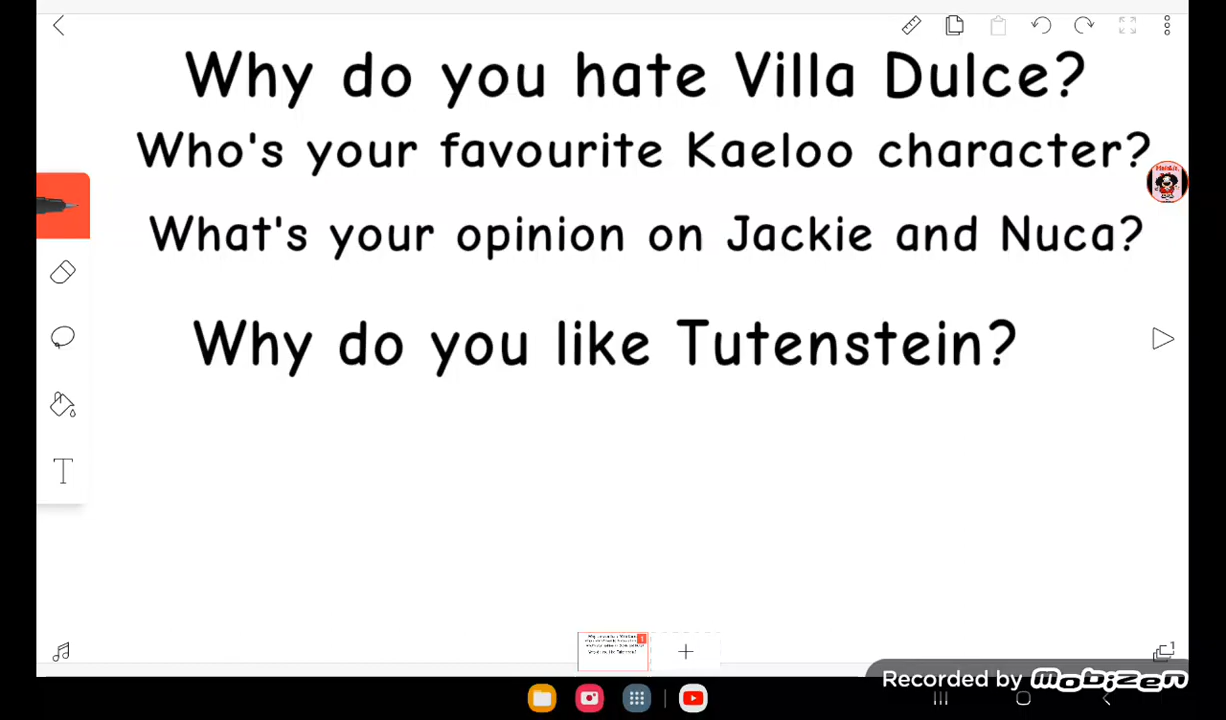 Why do you hate Villa Dulce?
Who's your favourite Kaeloo character?
What's your opinion on Jackie and Nuca?
Why do you like Tutenstein?
T
1
Recorded by mobizen